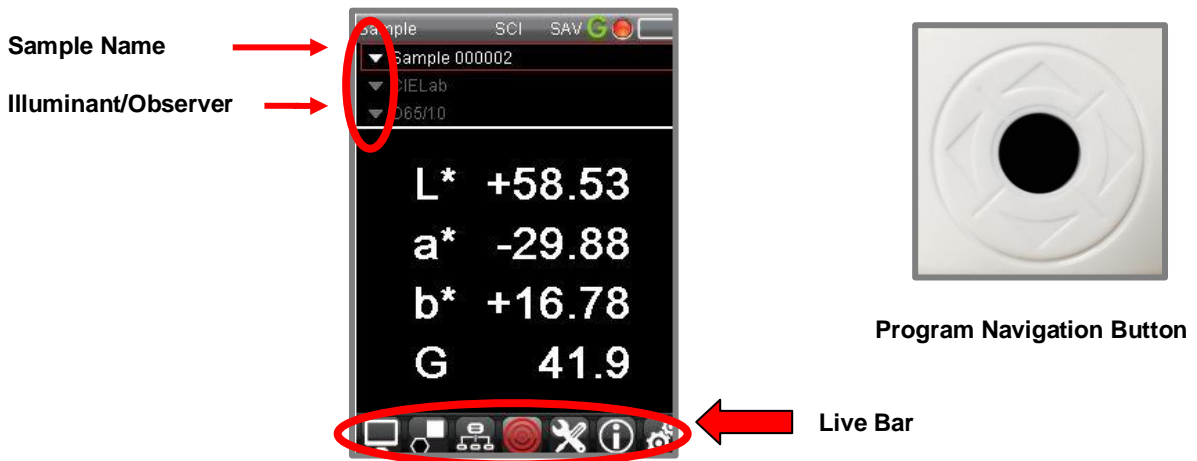 Sample SCI SAV G
Sample Name
Sample 000002
CIELab
Illuminant/Observer
D65/10
L* +58.53
a* -29.88
b* +16.78
G 41.9
Program Navigation Button
Live Bar